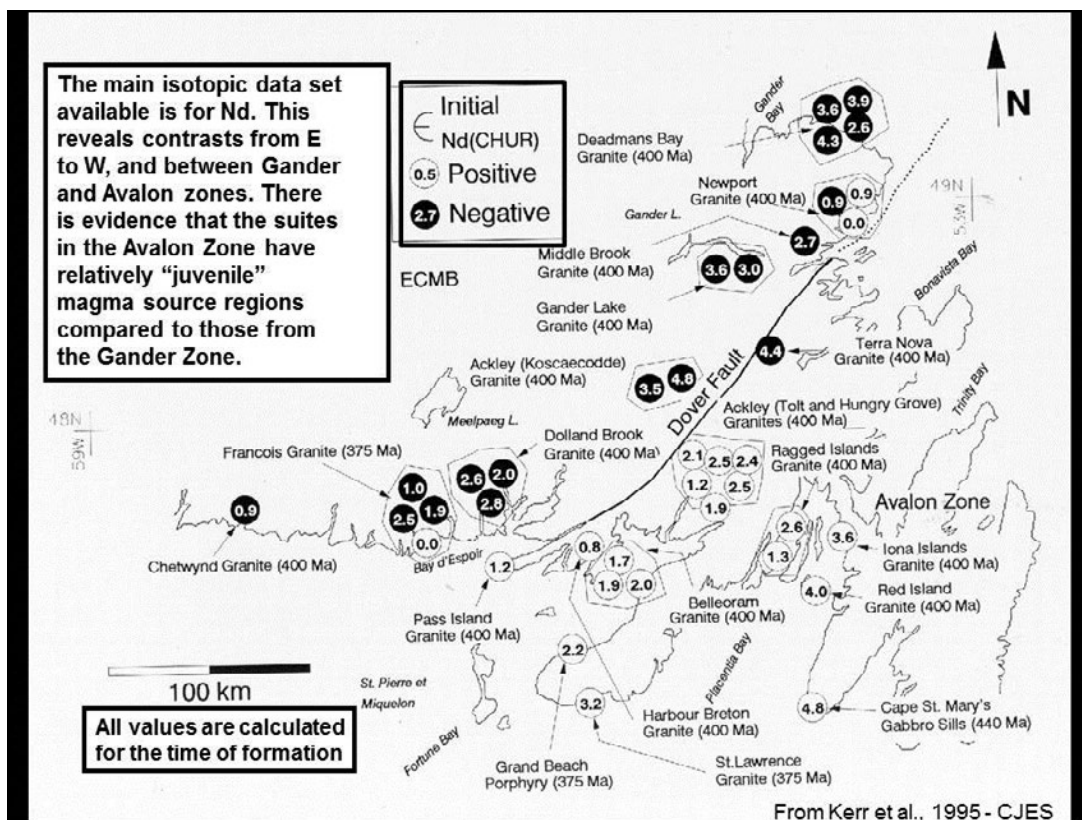 The main isotopic data set
available is for Nd. This
reveals contrasts from E
to W, and between Gander
and Avalon zones. There
is evidence that the suites
in the Avalon Zone have
relatively “juvenile”
magma source regions
compared to those from
the Gander Zone.
Initial
∈ Nd(CHUR)
0.5 Positive
2.7 Negative
N
Gander
Bay
3.6 3.9
4.3 2.6
Deadmans Bay
Granite (400 Ma)
Newport
Granite (400 Ma)
0.9 0.9
0.0
49N
53W
Gander L.
2.7
Middle Brook
Granite (400 Ma)
3.6 3.0
ECMB
Gander Lake
Granite (400 Ma)
Bonavista Bay
4.4
Terra Nova
Granite (400 Ma)
Dover Fault
Trinity Bay
Ackley (Koscaecodde)
Granite (400 Ma)
3.5 4.8
48N
59W
Meelpaeg L.
Ackley (Tolt and Hungry Grove)
Granites (400 Ma)
2.1 2.5 2.4
1.2 2.5
1.9
Francois Granite (375 Ma)
1.0
2.5 1.9
0.0
Dolland Brook
Granite (400 Ma)
2.6 2.0
2.8
Ragged Islands
Granite (400 Ma)
2.6
1.3
Avalon Zone
0.9
Chetwynd Granite (400 Ma)
Bay d'Espoir
3.6
Iona Islands
Granite (400 Ma)
1.2
Pass Island
Granite (400 Ma)
0.8
1.7
1.9 2.0
Belleoram
Granite (400 Ma)
4.0
Red Island
Granite (400 Ma)
2.2
Placentia Bay
100 km
St. Pierre et
Miquelon
3.2
4.8
Cape St. Mary's
Gabbro Sills (440 Ma)
Harbour Breton
Granite (400 Ma)
All values are calculated
for the time of formation
Fortune Bay
Grand Beach
Porphyry (375 Ma)
St.Lawrence
Granite (375 Ma)
From Kerr et al., 1995 - CJES